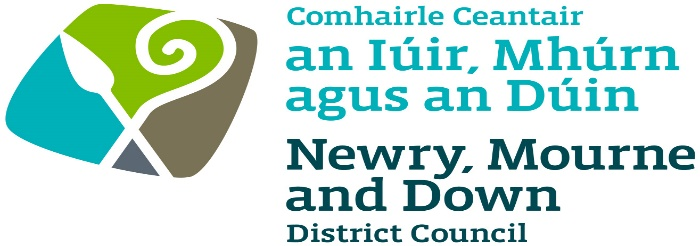 Comhairle Ceantair
an Iúir, Mhúrn
agus an Dúin
Newry, Mourne
and Down
District Council